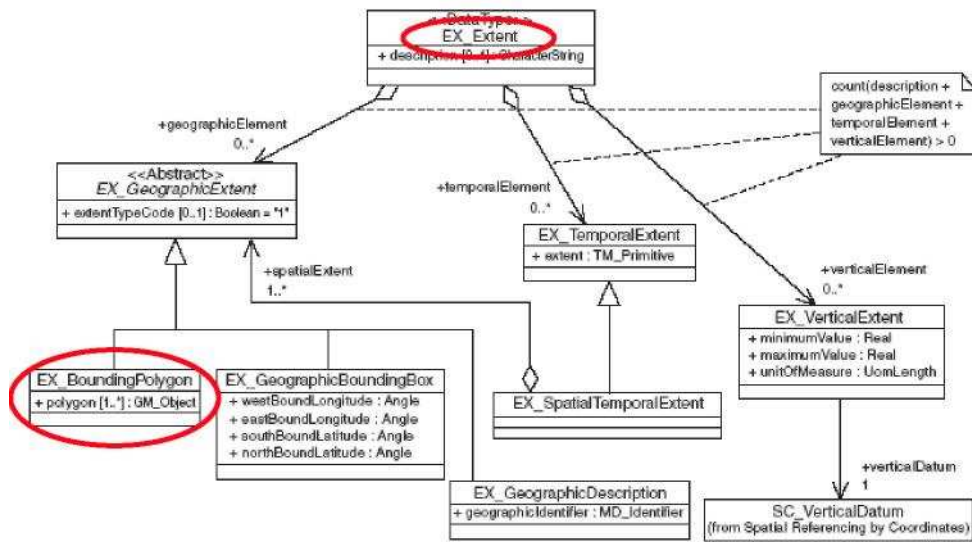 <<DataType>>
EX_Extent
+ description [0..1] : CharacterString
count(description +
geographicElement +
temporalElement +
verticalElement) > 0
+geographicElement
0..*
<<Abstract>>
EX_GeographicExtent
+ extentTypeCode [0..1] : Boolean = "1"
+temporalElement
0..*
EX_TemporalExtent
+ extent : TM_Primitive
+spatialExtent
1..*
+verticalElement
0..*
EX_VerticalExtent
+ minimumValue : Real
+ maximumValue : Real
+ unitOfMeasure : UomLength
EX_BoundingPolygon
+ polygon [1..*] : GM_Object
EX_GeographicBoundingBox
+ westBoundLongitude : Angle
+ eastBoundLongitude : Angle
+ southBoundLatitude : Angle
+ northBoundLatitude : Angle
EX_SpatialTemporalExtent
+verticalDatum
1
EX_GeographicDescription
+ geographicIdentifier : MD_Identifier
SC_VerticalDatum
(from Spatial Referencing by Coordinates)